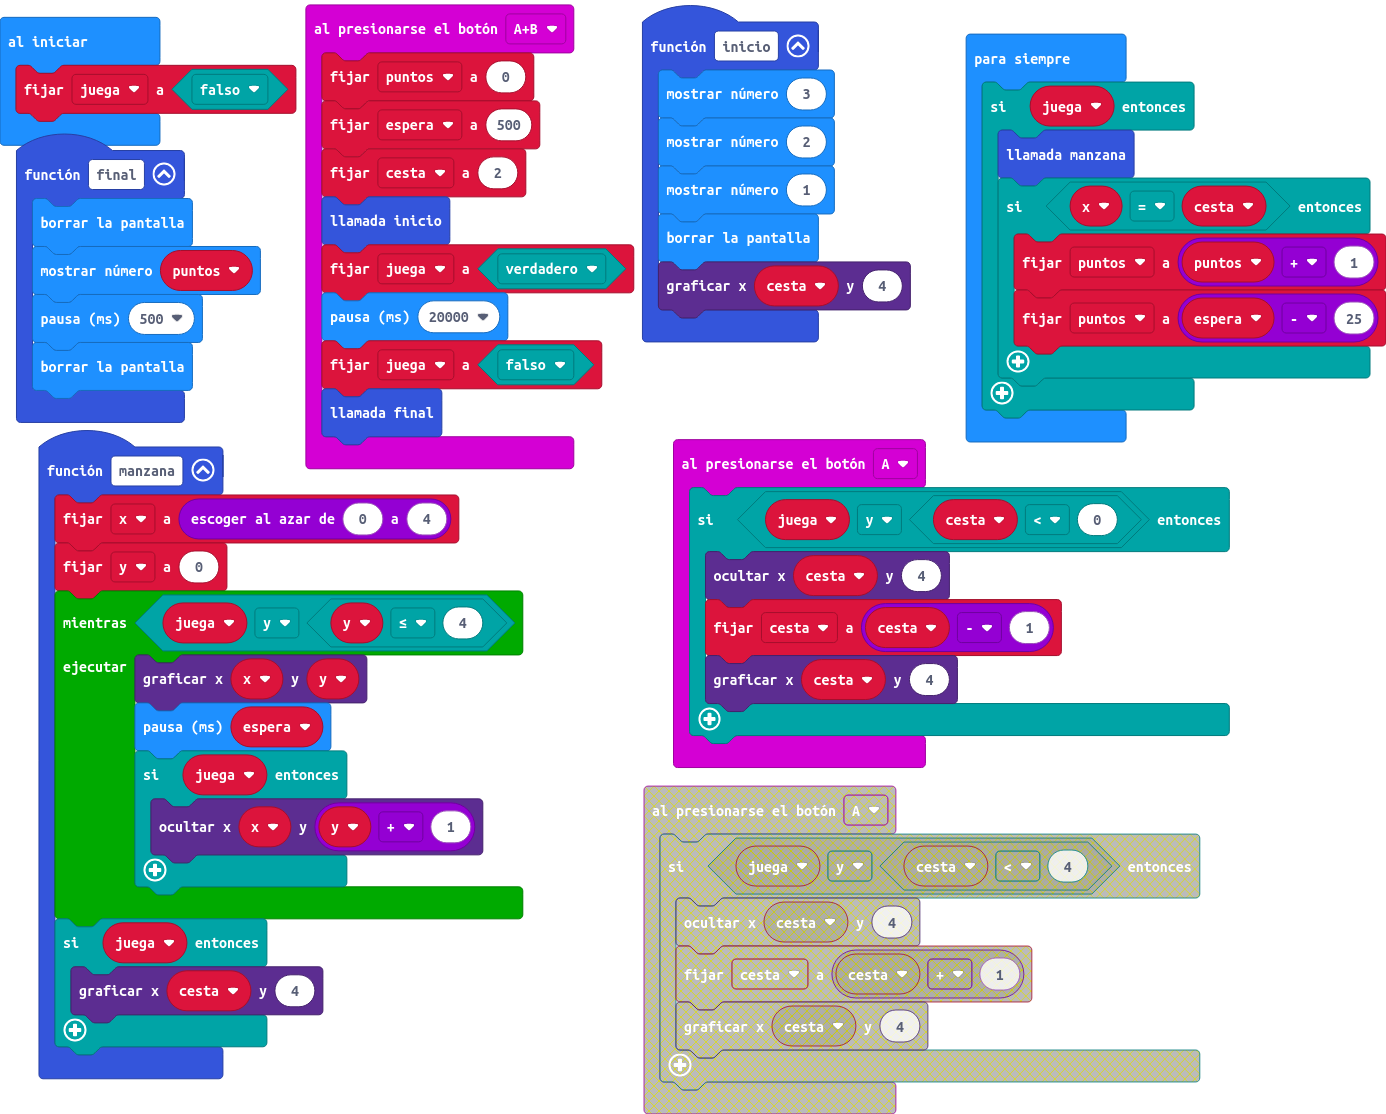 al iniciar
fijar juega a falso
función final
borrar la pantalla
mostrar número puntos
pausa (ms) 500
borrar la pantalla
al presionarse el botón A+B
fijar puntos a 0
fijar espera a 500
fijar cesta a 2
llamada inicio
fijar juega a verdadero
pausa (ms) 20000
fijar juega a falso
llamada final
función inicio
mostrar número 3
mostrar número 2
mostrar número 1
borrar la pantalla
graficar x cesta y 4
para siempre
si juega entonces
llamada manzana
si x = cesta entonces
fijar puntos a puntos + 1
fijar puntos a espera - 25
función manzana
fijar x a escoger al azar de 0 a 4
fijar y a 0
mientras juega y y ≤ 4
ejecutar
graficar x x y y
pausa (ms) espera
si juega entonces
ocultar x x y y + 1
si juega entonces
graficar x cesta y 4
al presionarse el botón A
si juega y cesta < 0 entonces
ocultar x cesta y 4
fijar cesta a cesta - 1
graficar x cesta y 4
al presionarse el botón A
si juega y cesta < 4 entonces
ocultar x cesta y 4
fijar cesta a cesta + 1
graficar x cesta y 4